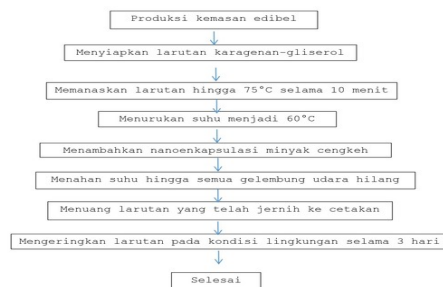 Produksi kemasan edibel
Menyiapkan larutan karagenan-gliserol
Memanaskan larutan hingga 75°C selama 10 menit
Menurukan suhu menjadi 60°C
Menambahkan nanoenkapsulasi minyak cengkeh
Menahan suhu hingga semua gelembung udara hilang
Menuang larutan yang telah jernih ke cetakan
Mengeringkan larutan pada kondisi lingkungan selama 3 hari
Selesai